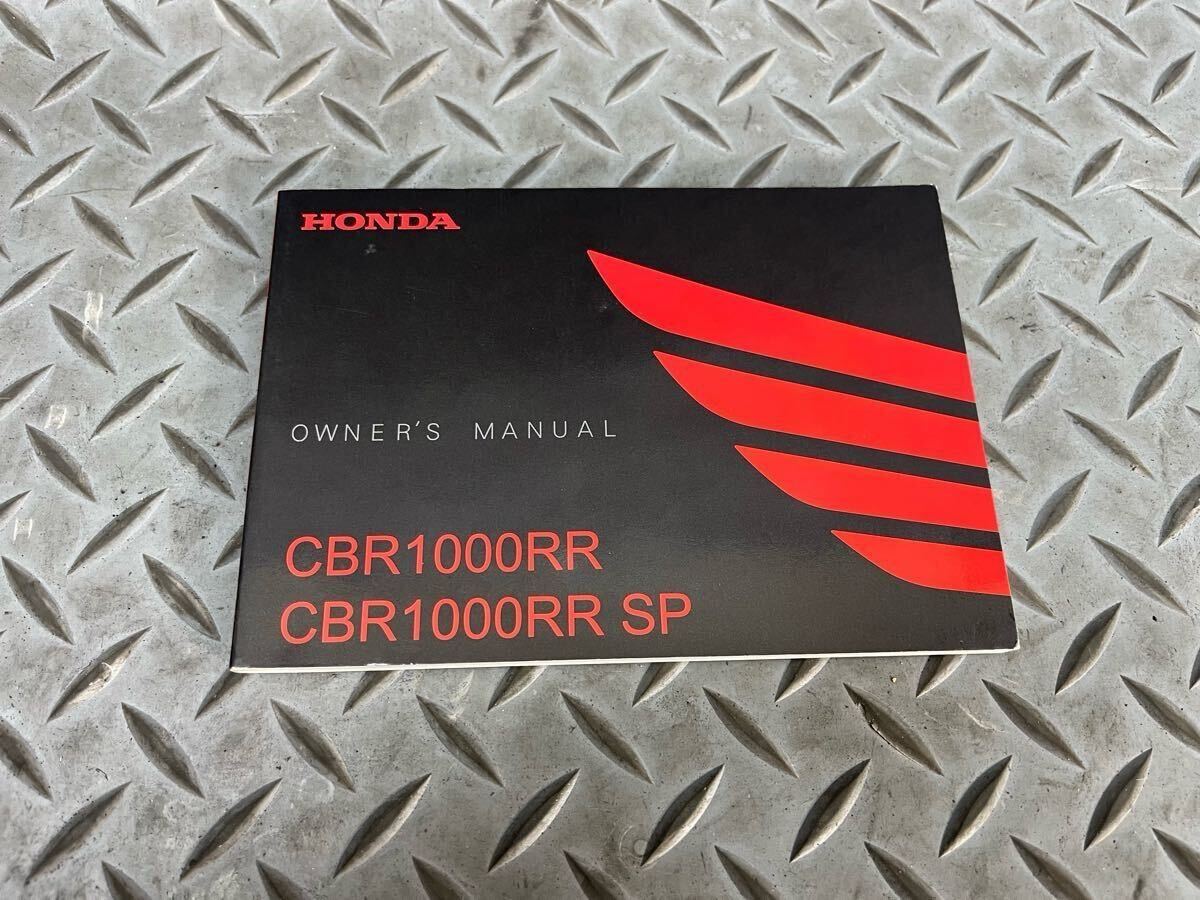 HONDA
OWNER'S MANUAL
CBR1000RR
CBR1000RR SP